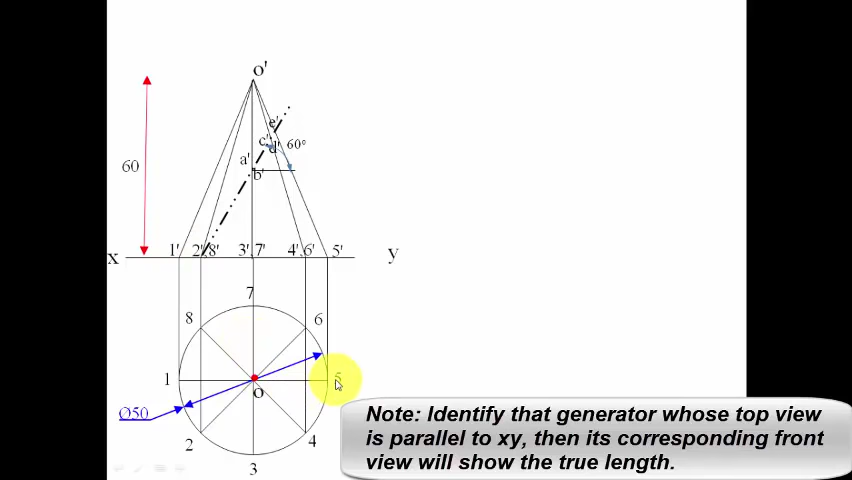 o'
e'
c'
d'
60°
a'
b'
60
x
1'
2',8'
3',7'
4',6'
5'
y
7
8
6
1
5
o
Ø50
2
4
3
Note: Identify that generator whose top view
is parallel to xy, then its corresponding front
view will show the true length.